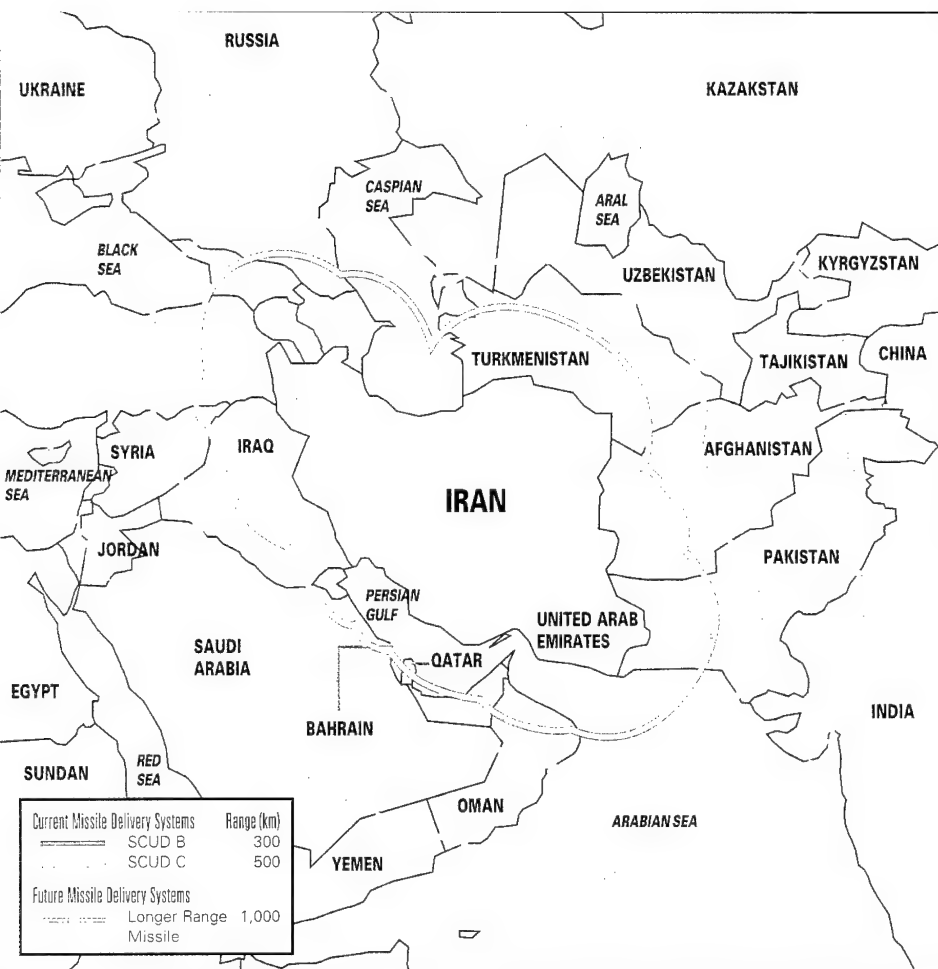 RUSSIA
UKRAINE
KAZAKSTAN
CASPIAN
SEA
ARAL
SEA
BLACK
SEA
UZBEKISTAN
KYRGYZSTAN
TURKMENISTAN
TAJIKISTAN
CHINA
SYRIA
IRAQ
AFGHANISTAN
MEDITERRANEAN
SEA
IRAN
JORDAN
PAKISTAN
PERSIAN
GULF
UNITED ARAB
EMIRATES
SAUDI
ARABIA
QATAR
EGYPT
BAHRAIN
INDIA
RED
SEA
SUNDAN
OMAN
ARABIAN SEA
YEMEN
Current Missile Delivery Systems Range (km)
SCUD B 300
SCUD C 500
Future Missile Delivery Systems
Longer Range 1,000
Missile